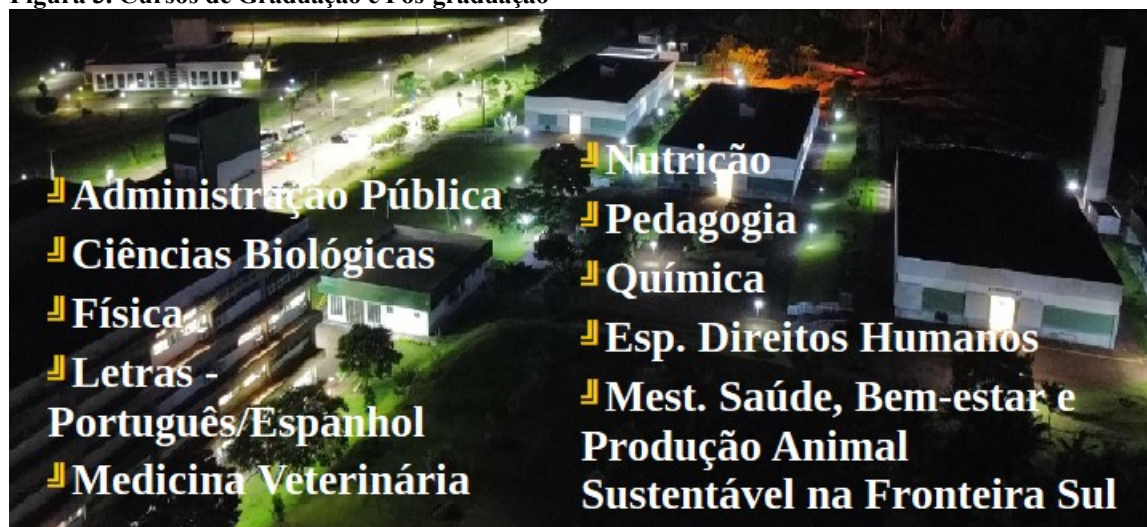 Figura 3: Cursos de Graduação e Pós-graduação
╝Administração Pública
╝Ciências Biológicas
╝Física
╝Letras -
Português/Espanhol
╝Medicina Veterinária
╝Nutrição
╝Pedagogia
╝Química
╝Esp. Direitos Humanos
╝Mest. Saúde, Bem-estar e
Produção Animal
Sustentável na Fronteira Sul